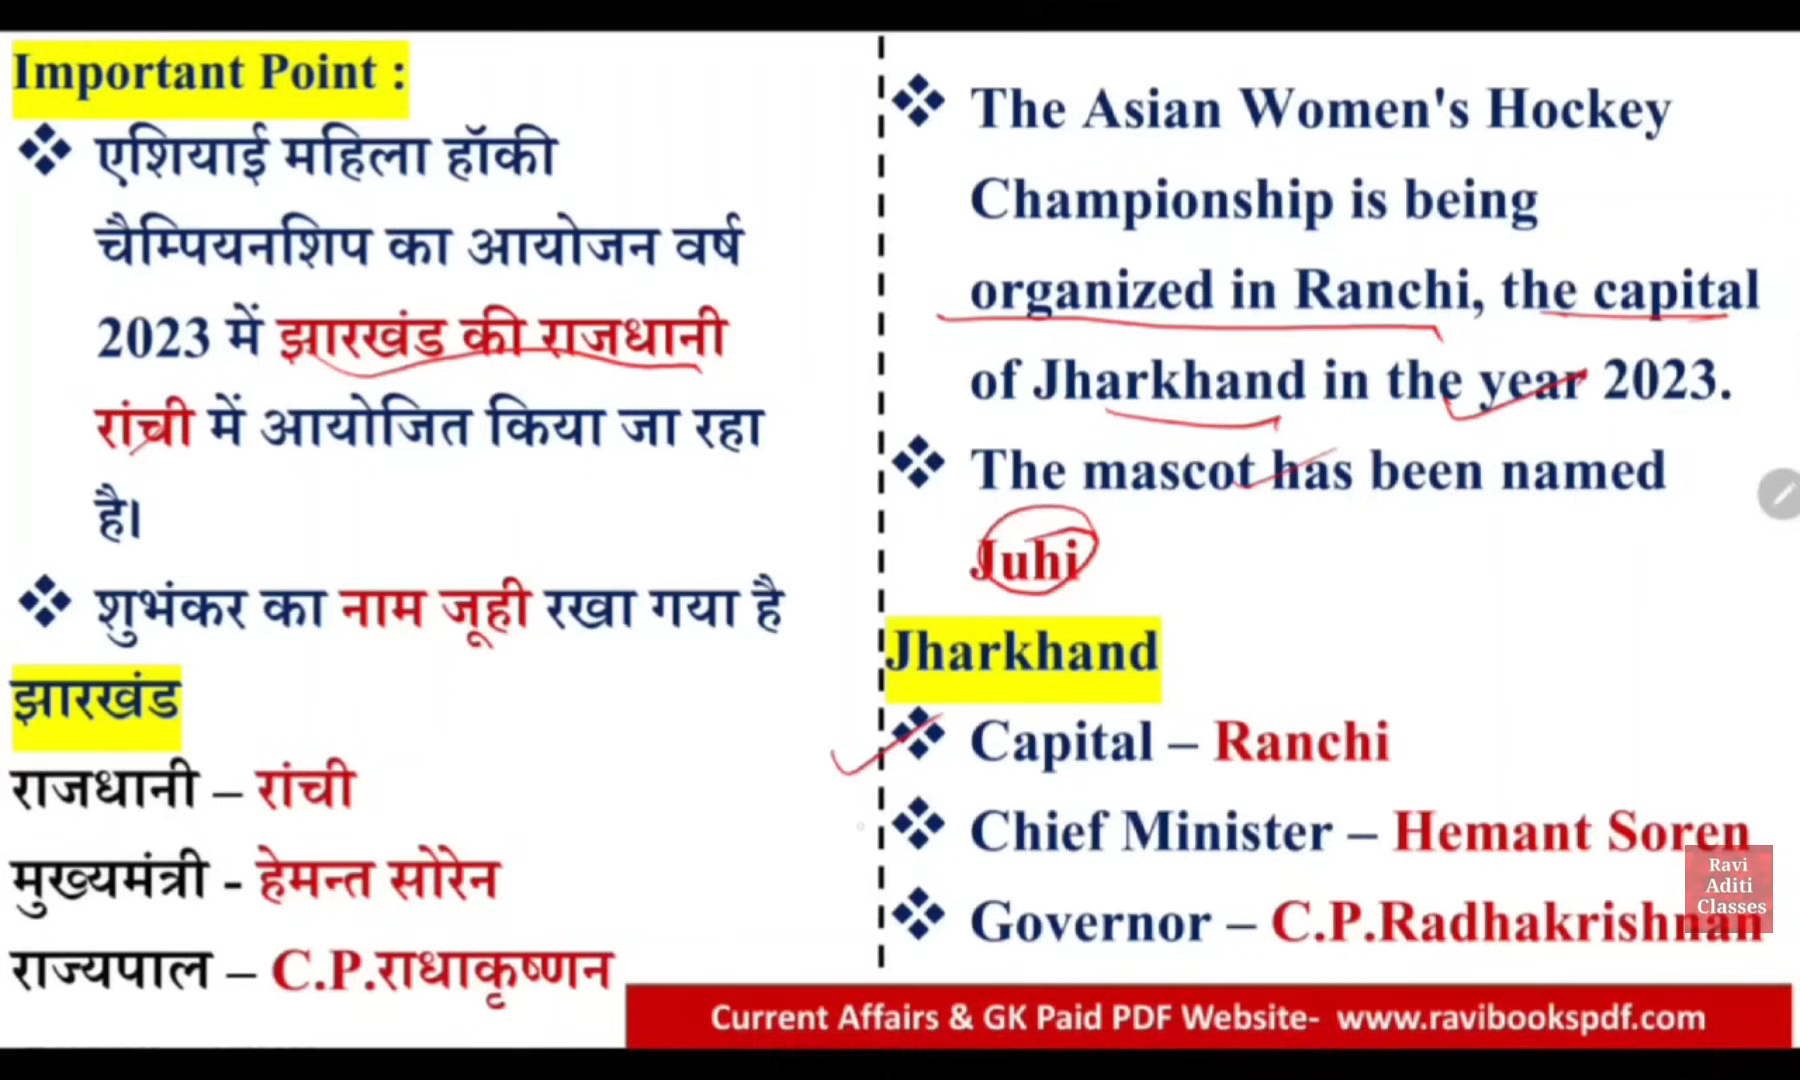 Important Point :
❖ एशियाई महिला हॉकी
चैम्पियनशिप का आयोजन वर्ष
2023 में झारखंड की राजधानी
रांची में आयोजित किया जा रहा
है।
❖ शुभंकर का नाम जूही रखा गया है
झारखंड
राजधानी – रांची
मुख्यमंत्री - हेमन्त सोरेन
राज्यपाल – C.P.राधाकृष्णन
❖ The Asian Women's Hockey
Championship is being
organized in Ranchi, the capital
of Jharkhand in the year 2023.
❖ The mascot has been named
Juhi
Jharkhand
❖ Capital – Ranchi
❖ Chief Minister – Hemant Soren
❖ Governor – C.P.Radhakrishnan
Ravi
Aditi
Classes
Current Affairs & GK Paid PDF Website- www.ravibookspdf.com